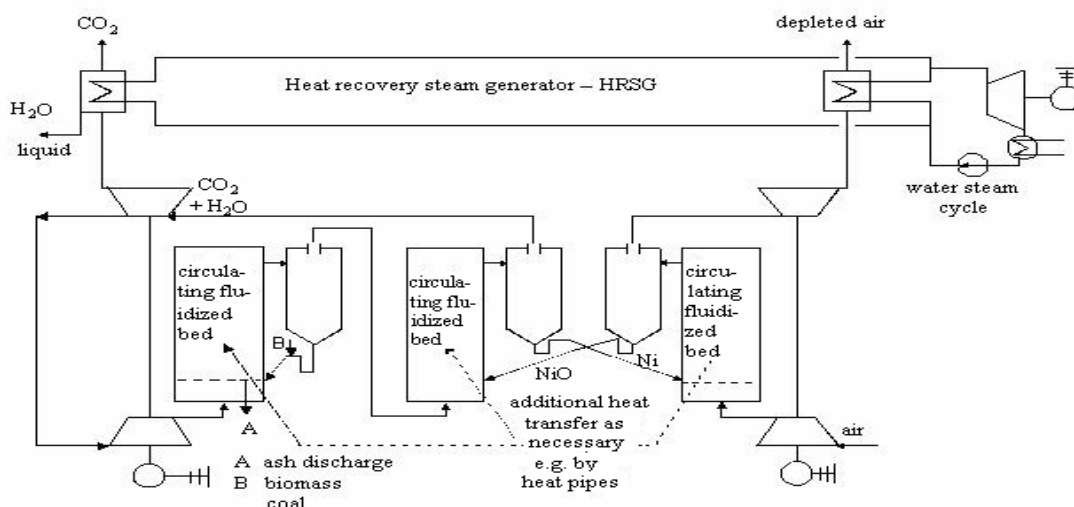 CO2
depleted air
Heat recovery steam generator – HRSG
H2O
liquid
water steam
cycle
CO2
+ H2O
circula-
ting flu-
idized
bed
circula-
ting flu-
idized
bed
circu-
lating
fluidi-
zed
bed
B
NiO
Ni
A
additional heat
transfer as
necessary
e.g. by
heat pipes
air
A ash discharge
B biomass
coal